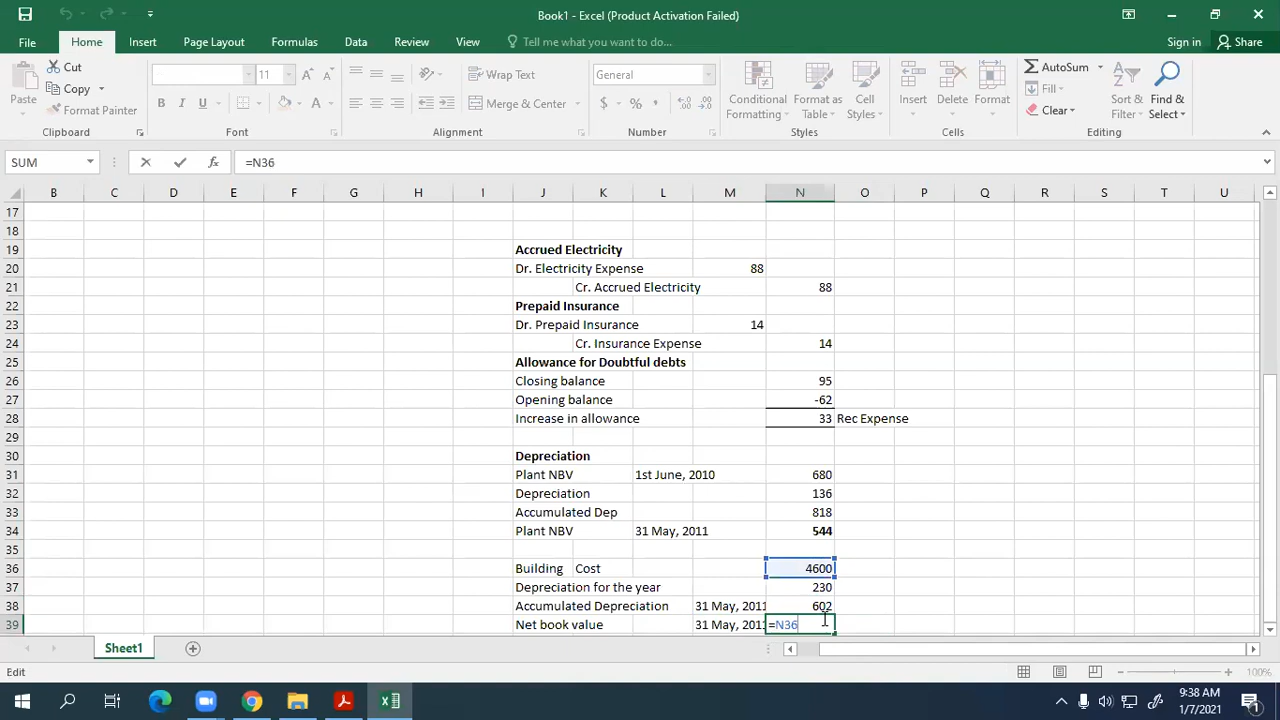 Book1 - Excel (Product Activation Failed)
File Home Insert Page Layout Formulas Data Review View Tell me what you want to do... Sign in Share
Cut
Copy
Format Painter
Paste
Clipboard
11
B I U A
Font
Wrap Text
Merge & Center
Alignment
General
$ %
Number
Conditional Formatting
Format as Table
Cell Styles
Styles
Insert Delete Format
Cells
AutoSum
Fill
Clear
Sort & Filter
Find & Select
Editing
SUM fx =N36
B C D E F G H I J K L M N O P Q R S T U
17
18
19 Accrued Electricity
20 Dr. Electricity Expense 88
21 Cr. Accrued Electricity 88
22 Prepaid Insurance
23 Dr. Prepaid Insurance 14
24 Cr. Insurance Expense 14
25 Allowance for Doubtful debts
26 Closing balance 95
27 Opening balance -62
28 Increase in allowance 33 Rec Expense
29
30 Depreciation
31 Plant NBV 1st June, 2010 680
32 Depreciation 136
33 Accumulated Dep 818
34 Plant NBV 31 May, 2011 544
35
36 Building Cost 4600
37 Depreciation for the year 230
38 Accumulated Depreciation 31 May, 2011 602
39 Net book value 31 May, 2011 =N36
Sheet1
Edit 100%
9:38 AM
1/7/2021